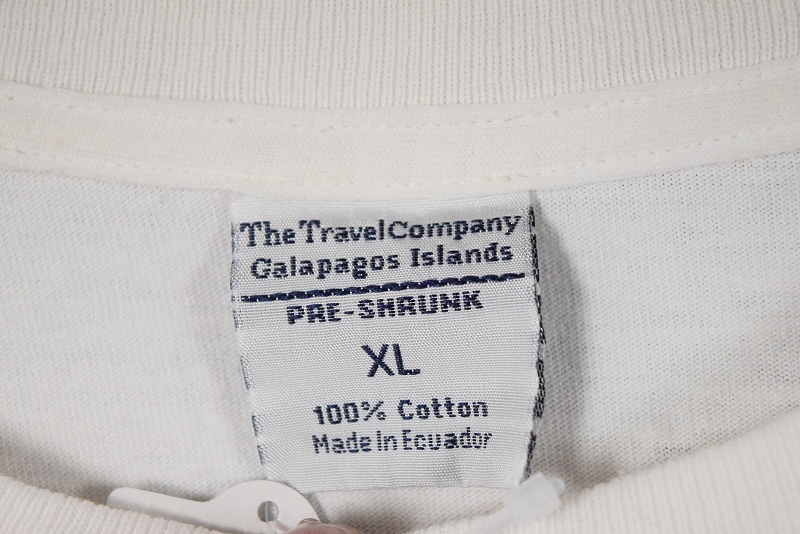 The Travel Company
Galapagos Islands
PRE-SHRUNK
XL
100% Cotton
Made In Ecuador